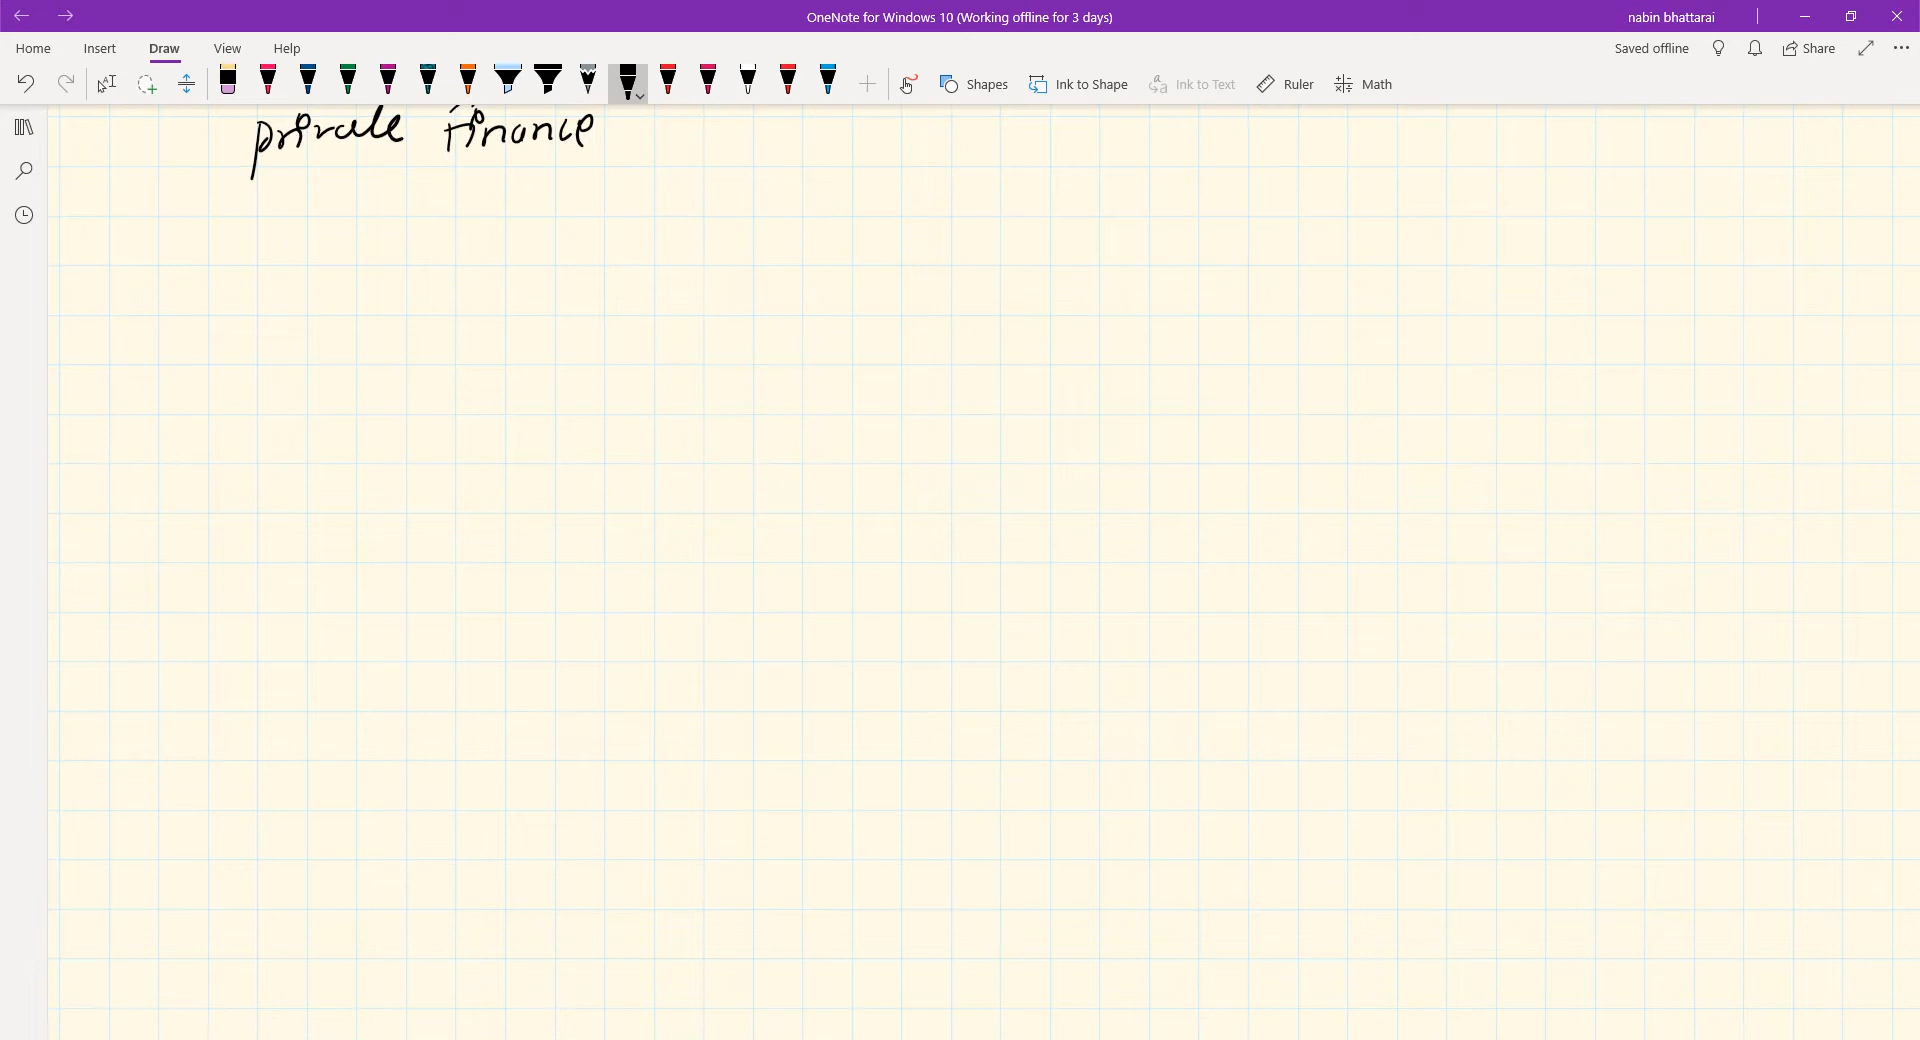 OneNote for Windows 10 (Working offline for 3 days)
nabin bhattarai
Home Insert Draw View Help
Saved offline Share
Shapes Ink to Shape Ink to Text Ruler Math
private Finance